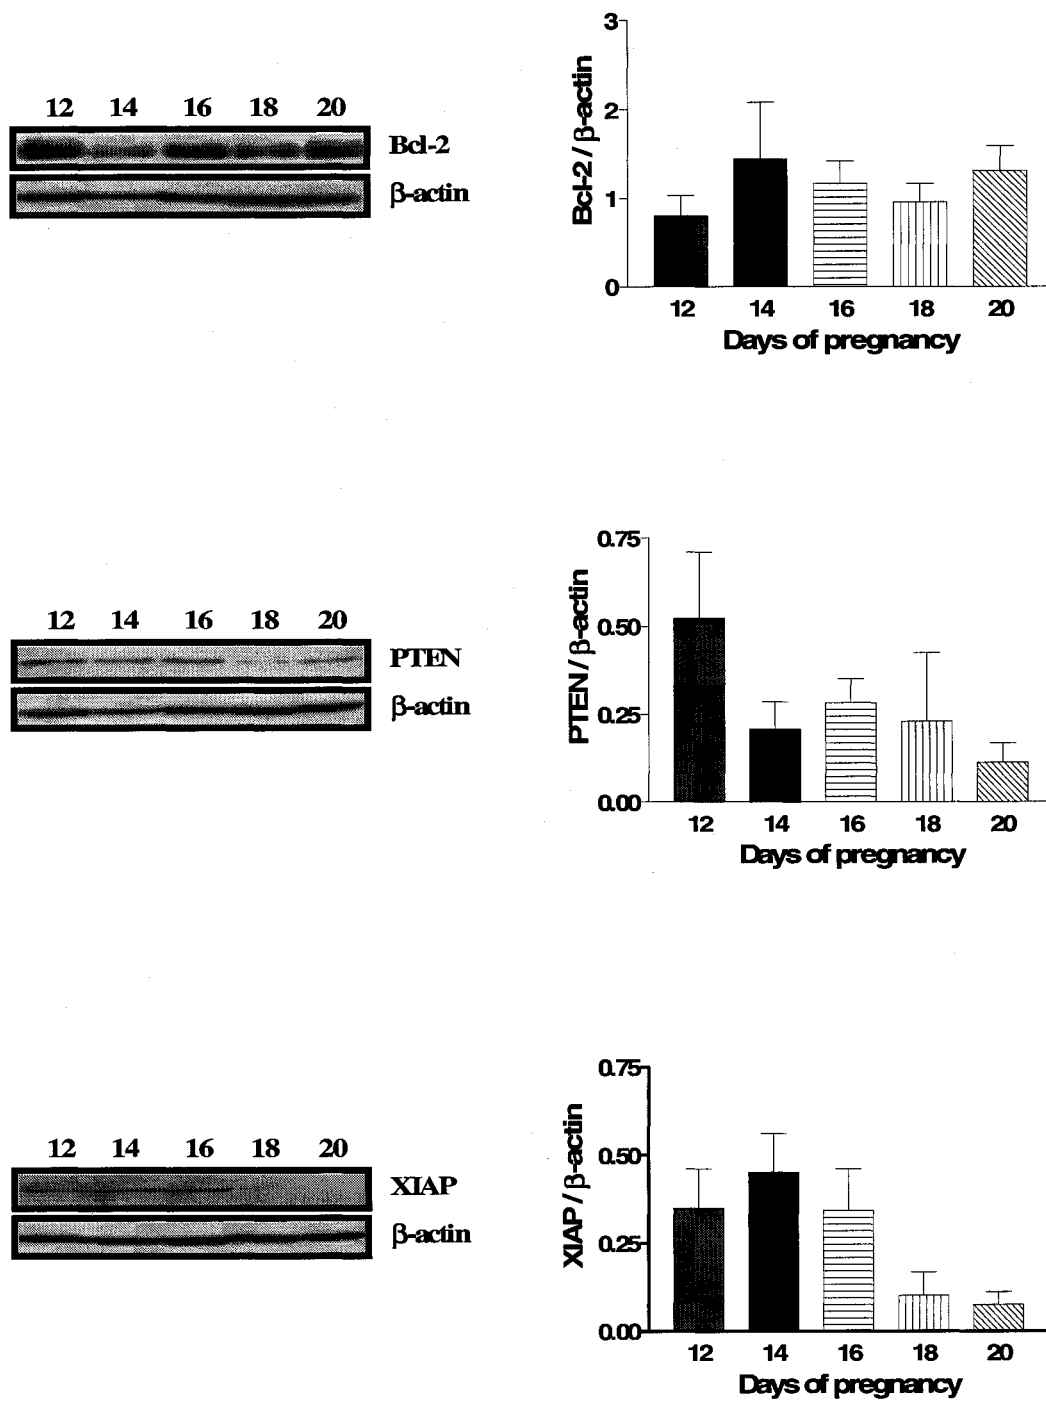 12 14 16 18 20
Bcl-2
β-actin
3
2
1
0
Bcl-2 / β-actin
12 14 16 18 20
Days of pregnancy
12 14 16 18 20
PTEN
β-actin
0.75
0.50
0.25
0.00
PTEN / β-actin
12 14 16 18 20
Days of pregnancy
12 14 16 18 20
XIAP
β-actin
0.75
0.50
0.25
0.00
XIAP / β-actin
12 14 16 18 20
Days of pregnancy